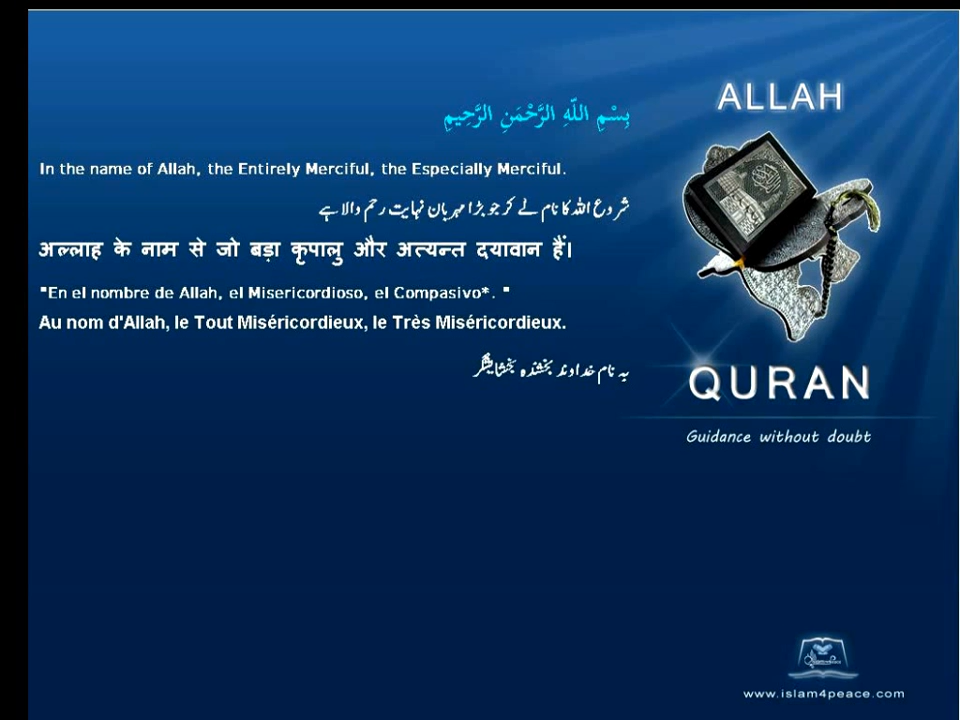 بِسْمِ اللّهِ الرَّحْمَنِ الرَّحِيمِ
In the name of Allah, the Entirely Merciful, the Especially Merciful.
شروع اللہ کا نام لے کر جو بڑا مہربان نہایت رحم والا ہے
अल्लाह के नाम से जो बड़ा कृपालु और अत्यन्त दयावान हैं।
"En el nombre de Allah, el Misericordioso, el Compasivo*. "
Au nom d'Allah, le Tout Miséricordieux, le Très Miséricordieux.
به نام خداوند بخشنده بخشایشگر
ALLAH
QURAN
Guidance without doubt
www.islam4peace.com